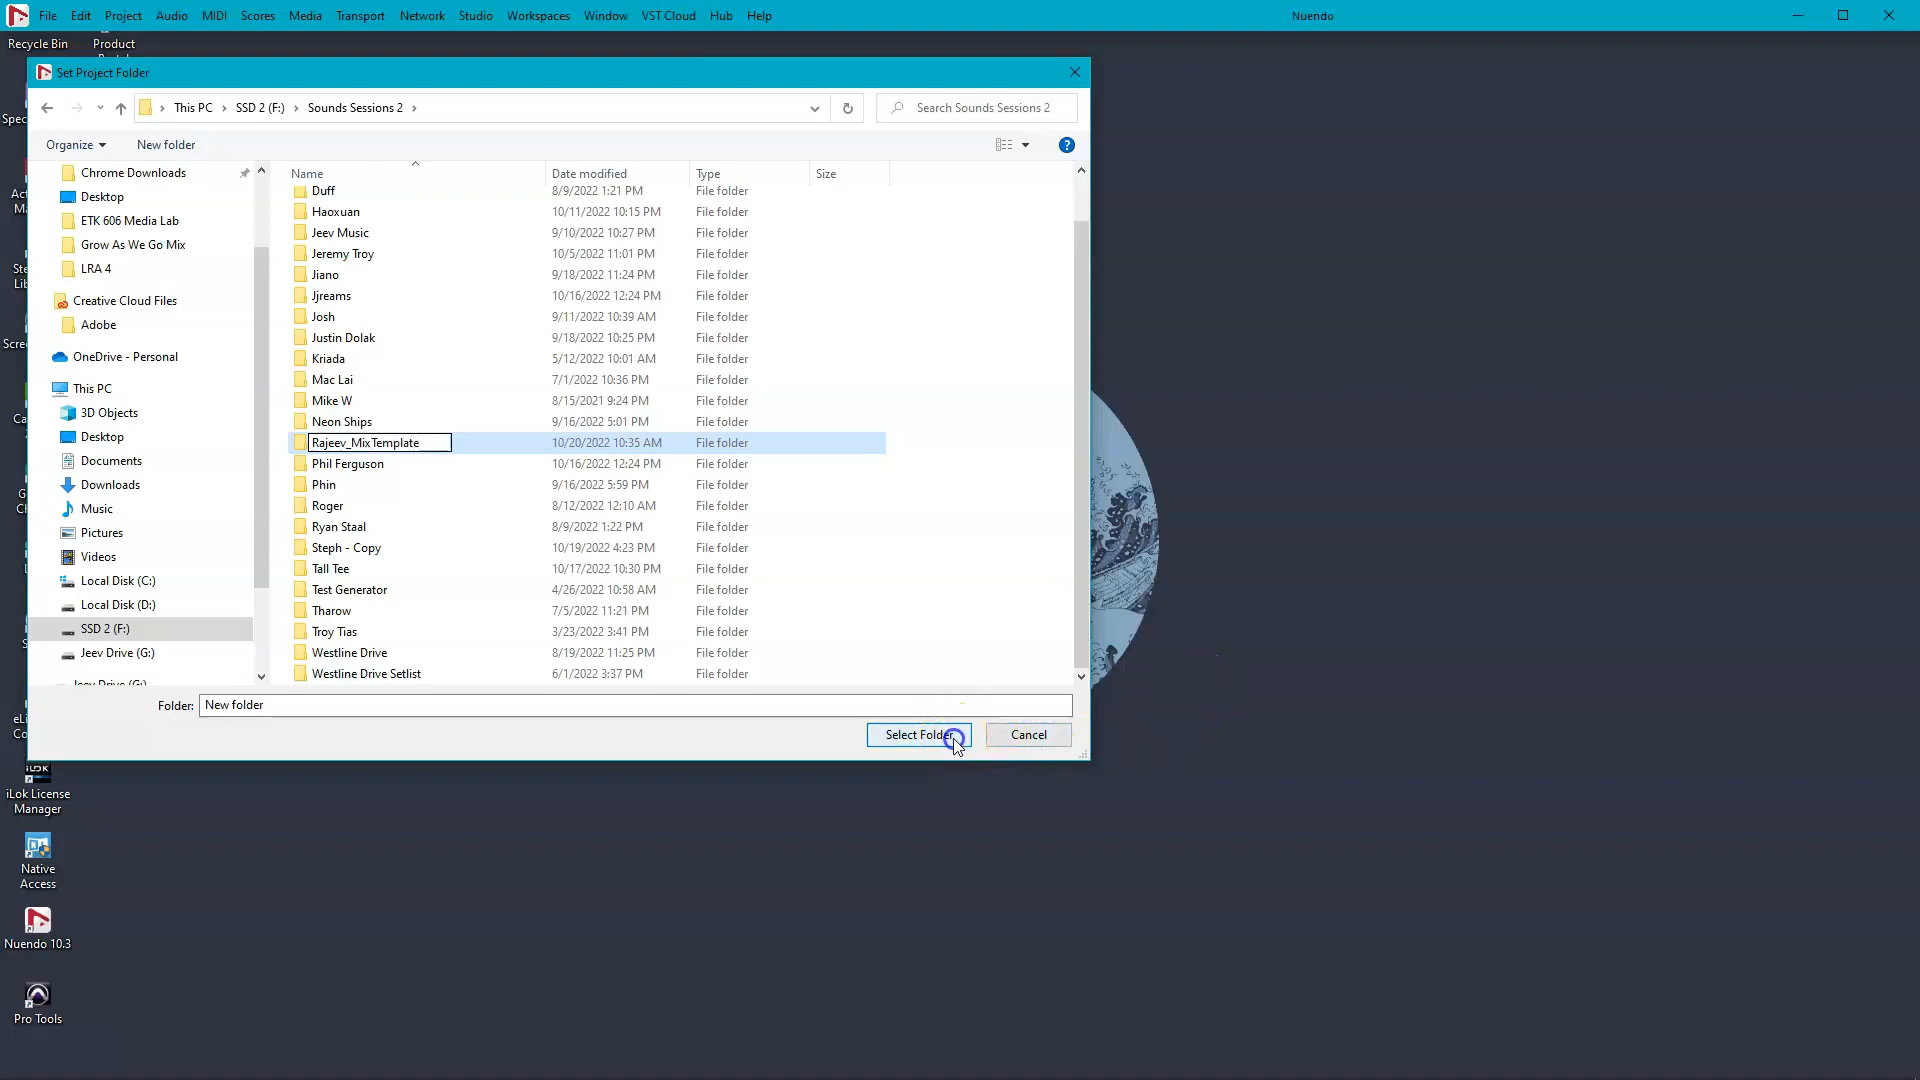 File Edit Project Audio MIDI Scores Media Transport Network Studio Workspaces Window VST Cloud Hub Help Nuendo
Recycle Bin
Product
Set Project Folder
This PC > SSD 2 (F:) > Sounds Sessions 2 >
Search Sounds Sessions 2
Organize
New folder
Name Date modified Type Size
Chrome Downloads
Desktop
ETK 606 Media Lab
Grow As We Go Mix
LRA 4
Creative Cloud Files
Adobe
OneDrive - Personal
This PC
3D Objects
Desktop
Documents
Downloads
Music
Pictures
Videos
Local Disk (C:)
Local Disk (D:)
SSD 2 (F:)
Jeev Drive (G:)
Jeev Drive (G:)
Duff 8/9/2022 1:21 PM File folder
Haoxuan 10/11/2022 10:15 PM File folder
Jeev Music 9/10/2022 10:27 PM File folder
Jeremy Troy 10/5/2022 11:01 PM File folder
Jiano 9/18/2022 11:24 PM File folder
Jjreams 10/16/2022 12:24 PM File folder
Josh 9/11/2022 10:39 AM File folder
Justin Dolak 9/18/2022 10:25 PM File folder
Kriada 5/12/2022 10:01 AM File folder
Mac Lai 7/1/2022 10:36 PM File folder
Mike W 8/15/2021 9:24 PM File folder
Neon Ships 9/16/2022 5:01 PM File folder
Rajeev_MixTemplate 10/20/2022 10:35 AM File folder
Phil Ferguson 10/16/2022 12:24 PM File folder
Phin 9/16/2022 5:59 PM File folder
Roger 8/12/2022 12:10 AM File folder
Ryan Staal 8/9/2022 1:22 PM File folder
Steph - Copy 10/19/2022 4:23 PM File folder
Tall Tee 10/17/2022 10:30 PM File folder
Test Generator 4/26/2022 10:58 AM File folder
Tharow 7/5/2022 11:21 PM File folder
Troy Tias 3/23/2022 3:41 PM File folder
Westline Drive 8/19/2022 11:25 PM File folder
Westline Drive Setlist 6/1/2022 3:37 PM File folder
Folder: New folder
Select Folder
Cancel
iLok License
Manager
Native
Access
Nuendo 10.3
Pro Tools